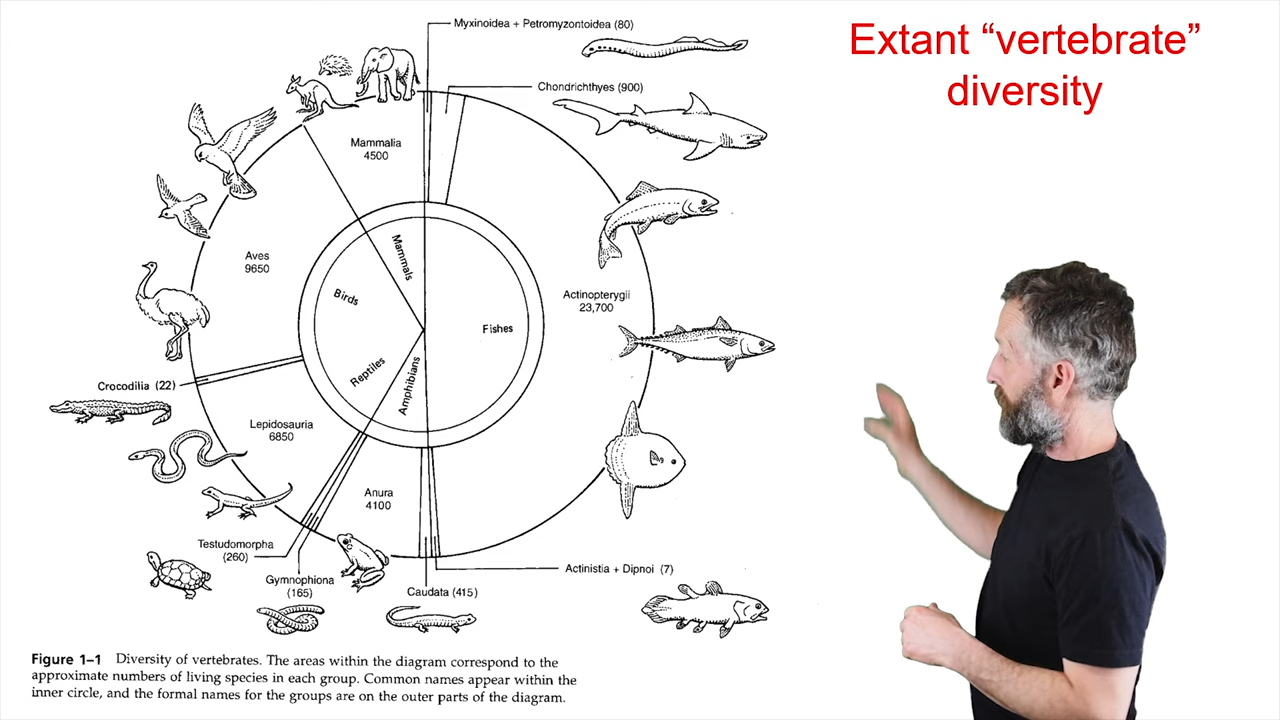 Extant “vertebrate”
diversity
Myxinoidea + Petromyzontoidea (80)
Chondrichthyes (900)
Mammalia
4500
Aves
9650
Actinopterygii
23,700
Mammals
Birds
Fishes
Reptiles
Amphibians
Crocodilia (22)
Lepidosauria
6850
Anura
4100
Testudomorpha
(260)
Gymnophiona
(165)
Caudata (415)
Actinistia + Dipnoi (7)
Figure 1–1 Diversity of vertebrates. The areas within the diagram correspond to the
approximate numbers of living species in each group. Common names appear within the
inner circle, and the formal names for the groups are on the outer parts of the diagram.